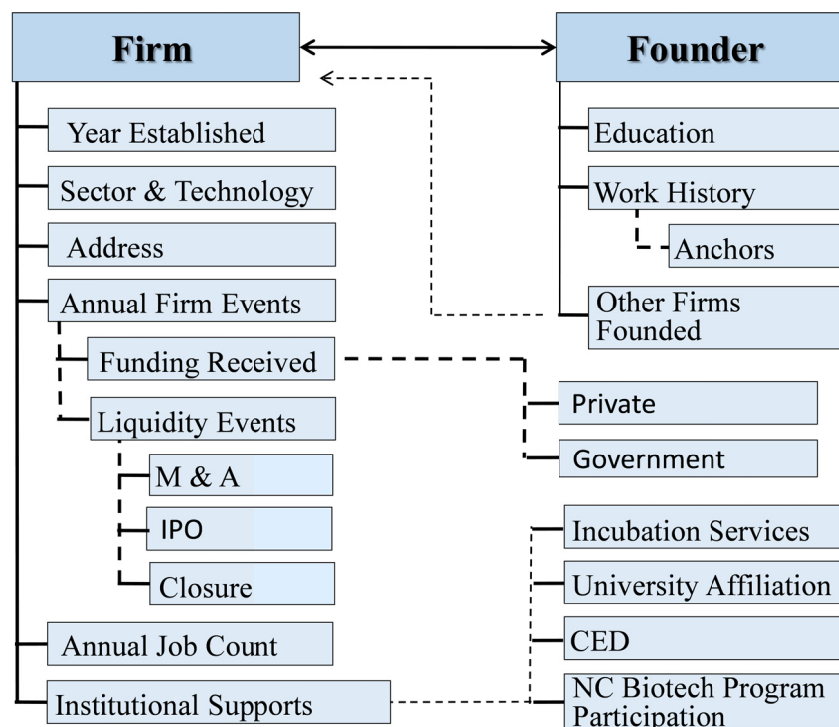 Firm
Founder
Year Established
Sector & Technology
Address
Annual Firm Events
Funding Received
Liquidity Events
M & A
IPO
Closure
Annual Job Count
Institutional Supports
Education
Work History
Anchors
Other Firms
Founded
Private
Government
Incubation Services
University Affiliation
CED
NC Biotech Program
Participation